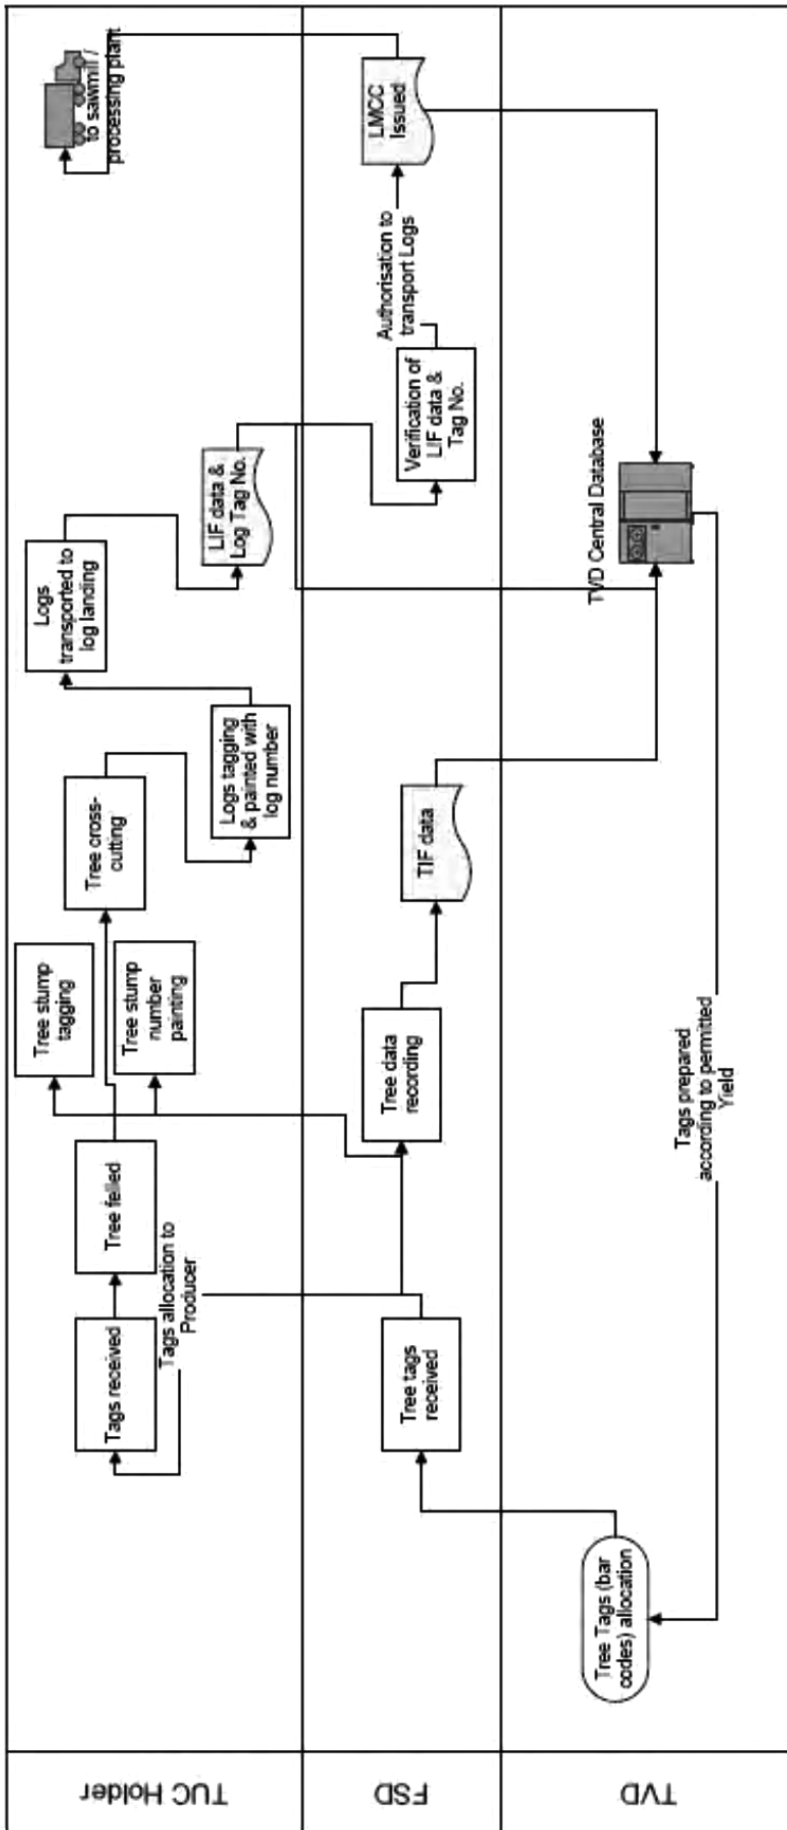 TUC Holder
Tags received
Tags allocation to
Producer
Tree felled
Tree stump
tagging
Tree stump
number
painting
Tree cross-
cutting
Logs tagging
& painted with
log number
Logs
transported to
log landing
LIF data &
Log Tag No.
to sawmill /
processing plant
FSD
Tree tags
received
Tree data
recording
TIF data
Verification of
LIF data &
Tag No.
Authorisation to
transport Logs
LMCC
Issued
TVD
Tree Tags (bar
codes) allocation
Tags prepared
according to permitted
Yield
TVD Central Database